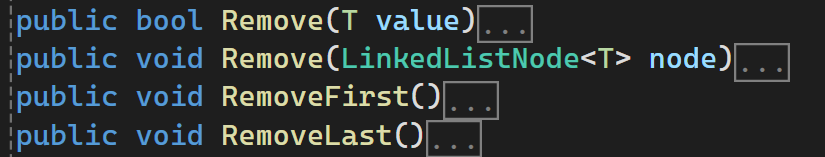 public bool Remove(T value)...
public void Remove(LinkedListNode<T> node)...
public void RemoveFirst()...
public void RemoveLast()...